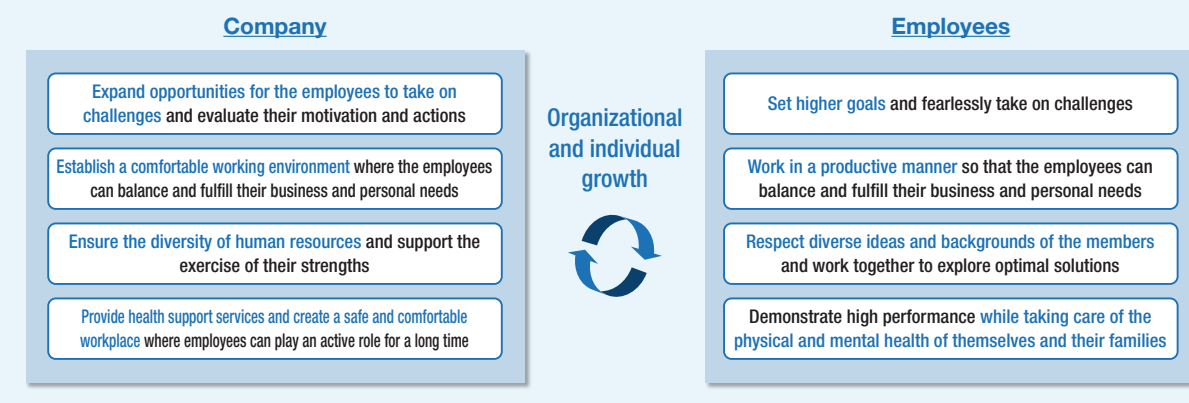 Company
Expand opportunities for the employees to take on
challenges and evaluate their motivation and actions
Establish a comfortable working environment where the employees
can balance and fulfill their business and personal needs
Ensure the diversity of human resources and support the
exercise of their strengths
Provide health support services and create a safe and comfortable
workplace where employees can play an active role for a long time
Organizational
and individual
growth
Employees
Set higher goals and fearlessly take on challenges
Work in a productive manner so that the employees can
balance and fulfill their business and personal needs
Respect diverse ideas and backgrounds of the members
and work together to explore optimal solutions
Demonstrate high performance while taking care of the
physical and mental health of themselves and their families